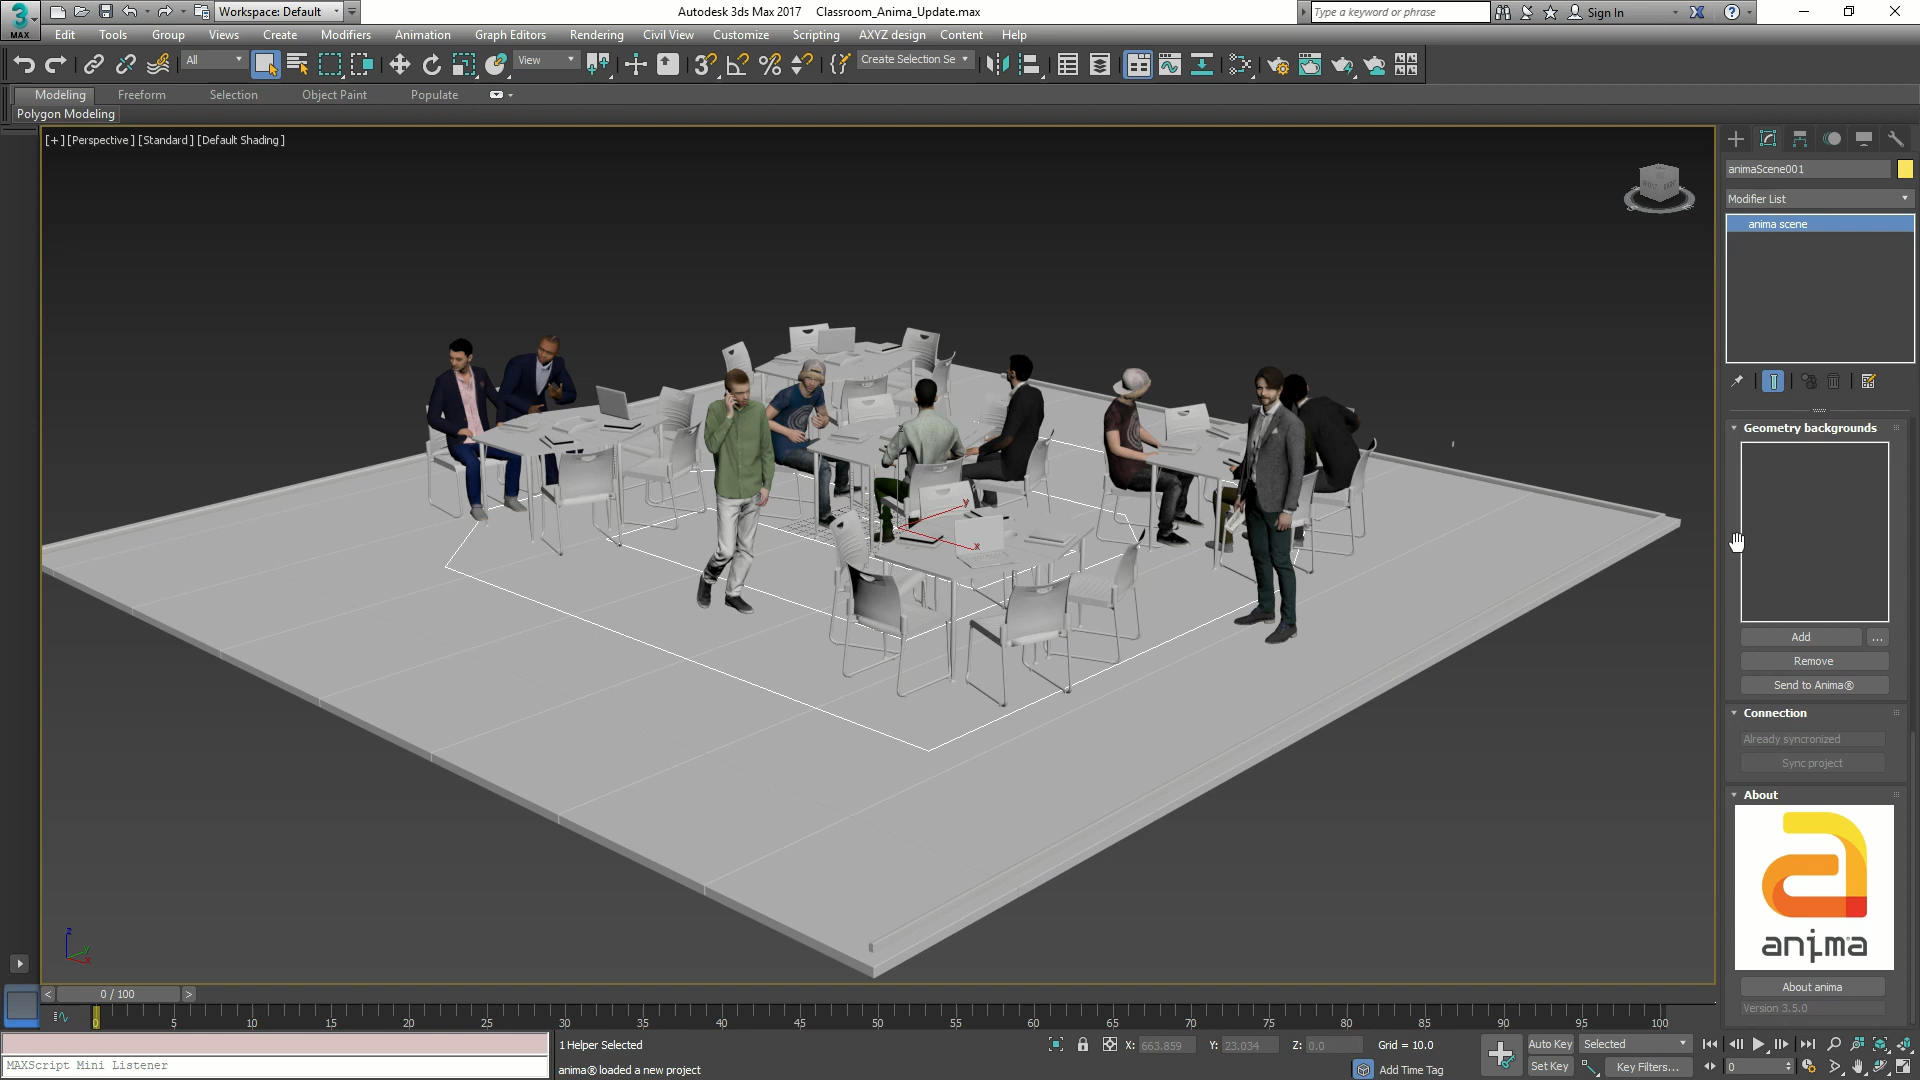 Workspace: Default
Autodesk 3ds Max 2017 Classroom_Anima_Update.max
Type a keyword or phrase
Sign In
MAX
Edit Tools Group Views Create Modifiers Animation Graph Editors Rendering Civil View Customize Scripting AXYZ design Content Help
All
View
Create Selection Se
Modeling Freeform Selection Object Paint Populate
Polygon Modeling
[+] [Perspective] [Standard] [Default Shading]
animaScene001
Modifier List
anima scene
Geometry backgrounds
Add
...
Remove
Send to Anima®
Connection
Already syncronized
Sync project
About
anima
About anima
Version 3.5.0
z
y
x
z
y
x
< 0 / 100 >
0 5 10 15 20 25 30 35 40 45 50 55 60 65 70 75 80 85 90 95 100
1 Helper Selected
X: 663.859 Y: 23.034 Z: 0.0 Grid = 10.0
Auto Key Selected
MAXScript Mini Listener
anima® loaded a new project
Add Time Tag
Set Key Key Filters...
0